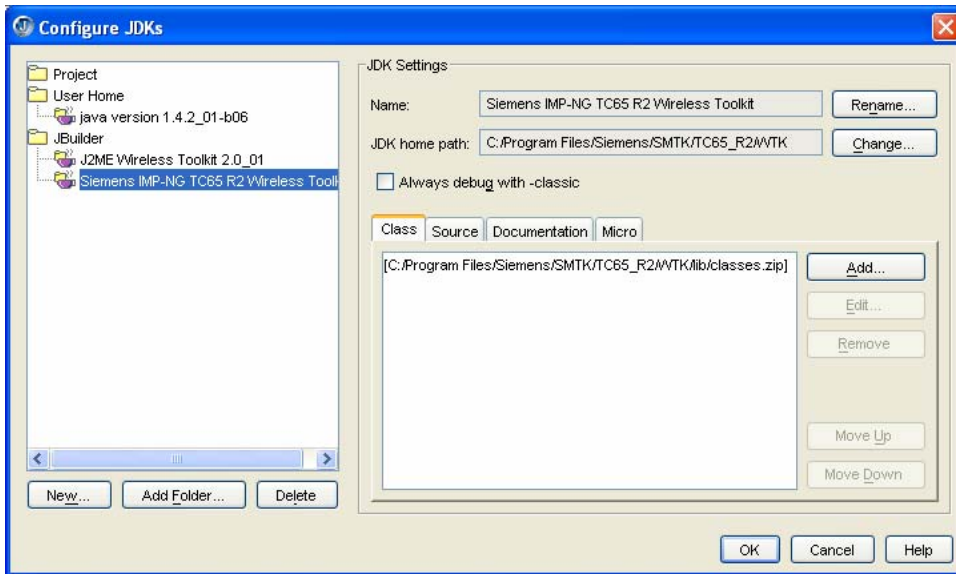 Configure JDKs
Project
User Home
java version 1.4.2_01-b06
JBuilder
J2ME Wireless Toolkit 2.0_01
Siemens IMP-NG TC65 R2 Wireless Toolk
New...
Add Folder...
Delete
JDK Settings
Name:
Siemens IMP-NG TC65 R2 Wireless Toolkit
Rename...
JDK home path:
C:/Program Files/Siemens/SMTK/TC65_R2/WTK
Change...
Always debug with -classic
Class
Source
Documentation
Micro
[C:/Program Files/Siemens/SMTK/TC65_R2/WTK/lib/classes.zip]
Add...
Edit...
Remove
Move Up
Move Down
OK
Cancel
Help